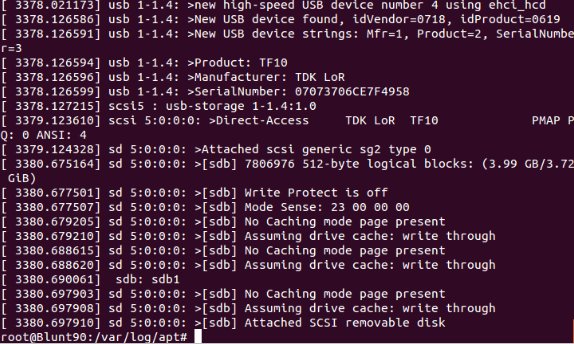 [ 3378.021173] usb 1-1.4: >new high-speed USB device number 4 using ehci_hcd
[ 3378.126586] usb 1-1.4: >New USB device found, idVendor=0718, idProduct=0619
[ 3378.126591] usb 1-1.4: >New USB device strings: Mfr=1, Product=2, SerialNumbe
r=3
[ 3378.126594] usb 1-1.4: >Product: TF10
[ 3378.126596] usb 1-1.4: >Manufacturer: TDK LoR
[ 3378.126599] usb 1-1.4: >SerialNumber: 07073706CE7F4958
[ 3378.127215] scsi5 : usb-storage 1-1.4:1.0
[ 3379.123610] scsi 5:0:0:0: >Direct-Access     TDK LoR  TF10             PMAP P
Q: 0 ANSI: 4
[ 3379.124328] sd 5:0:0:0: >Attached scsi generic sg2 type 0
[ 3380.675164] sd 5:0:0:0: >[sdb] 7806976 512-byte logical blocks: (3.99 GB/3.72
 GiB)
[ 3380.677501] sd 5:0:0:0: >[sdb] Write Protect is off
[ 3380.677507] sd 5:0:0:0: >[sdb] Mode Sense: 23 00 00 00
[ 3380.679205] sd 5:0:0:0: >[sdb] No Caching mode page present
[ 3380.679210] sd 5:0:0:0: >[sdb] Assuming drive cache: write through
[ 3380.688615] sd 5:0:0:0: >[sdb] No Caching mode page present
[ 3380.688620] sd 5:0:0:0: >[sdb] Assuming drive cache: write through
[ 3380.690061]  sdb: sdb1
[ 3380.697903] sd 5:0:0:0: >[sdb] No Caching mode page present
[ 3380.697908] sd 5:0:0:0: >[sdb] Assuming drive cache: write through
[ 3380.697910] sd 5:0:0:0: >[sdb] Attached SCSI removable disk
root@Blunt90:/var/log/apt#